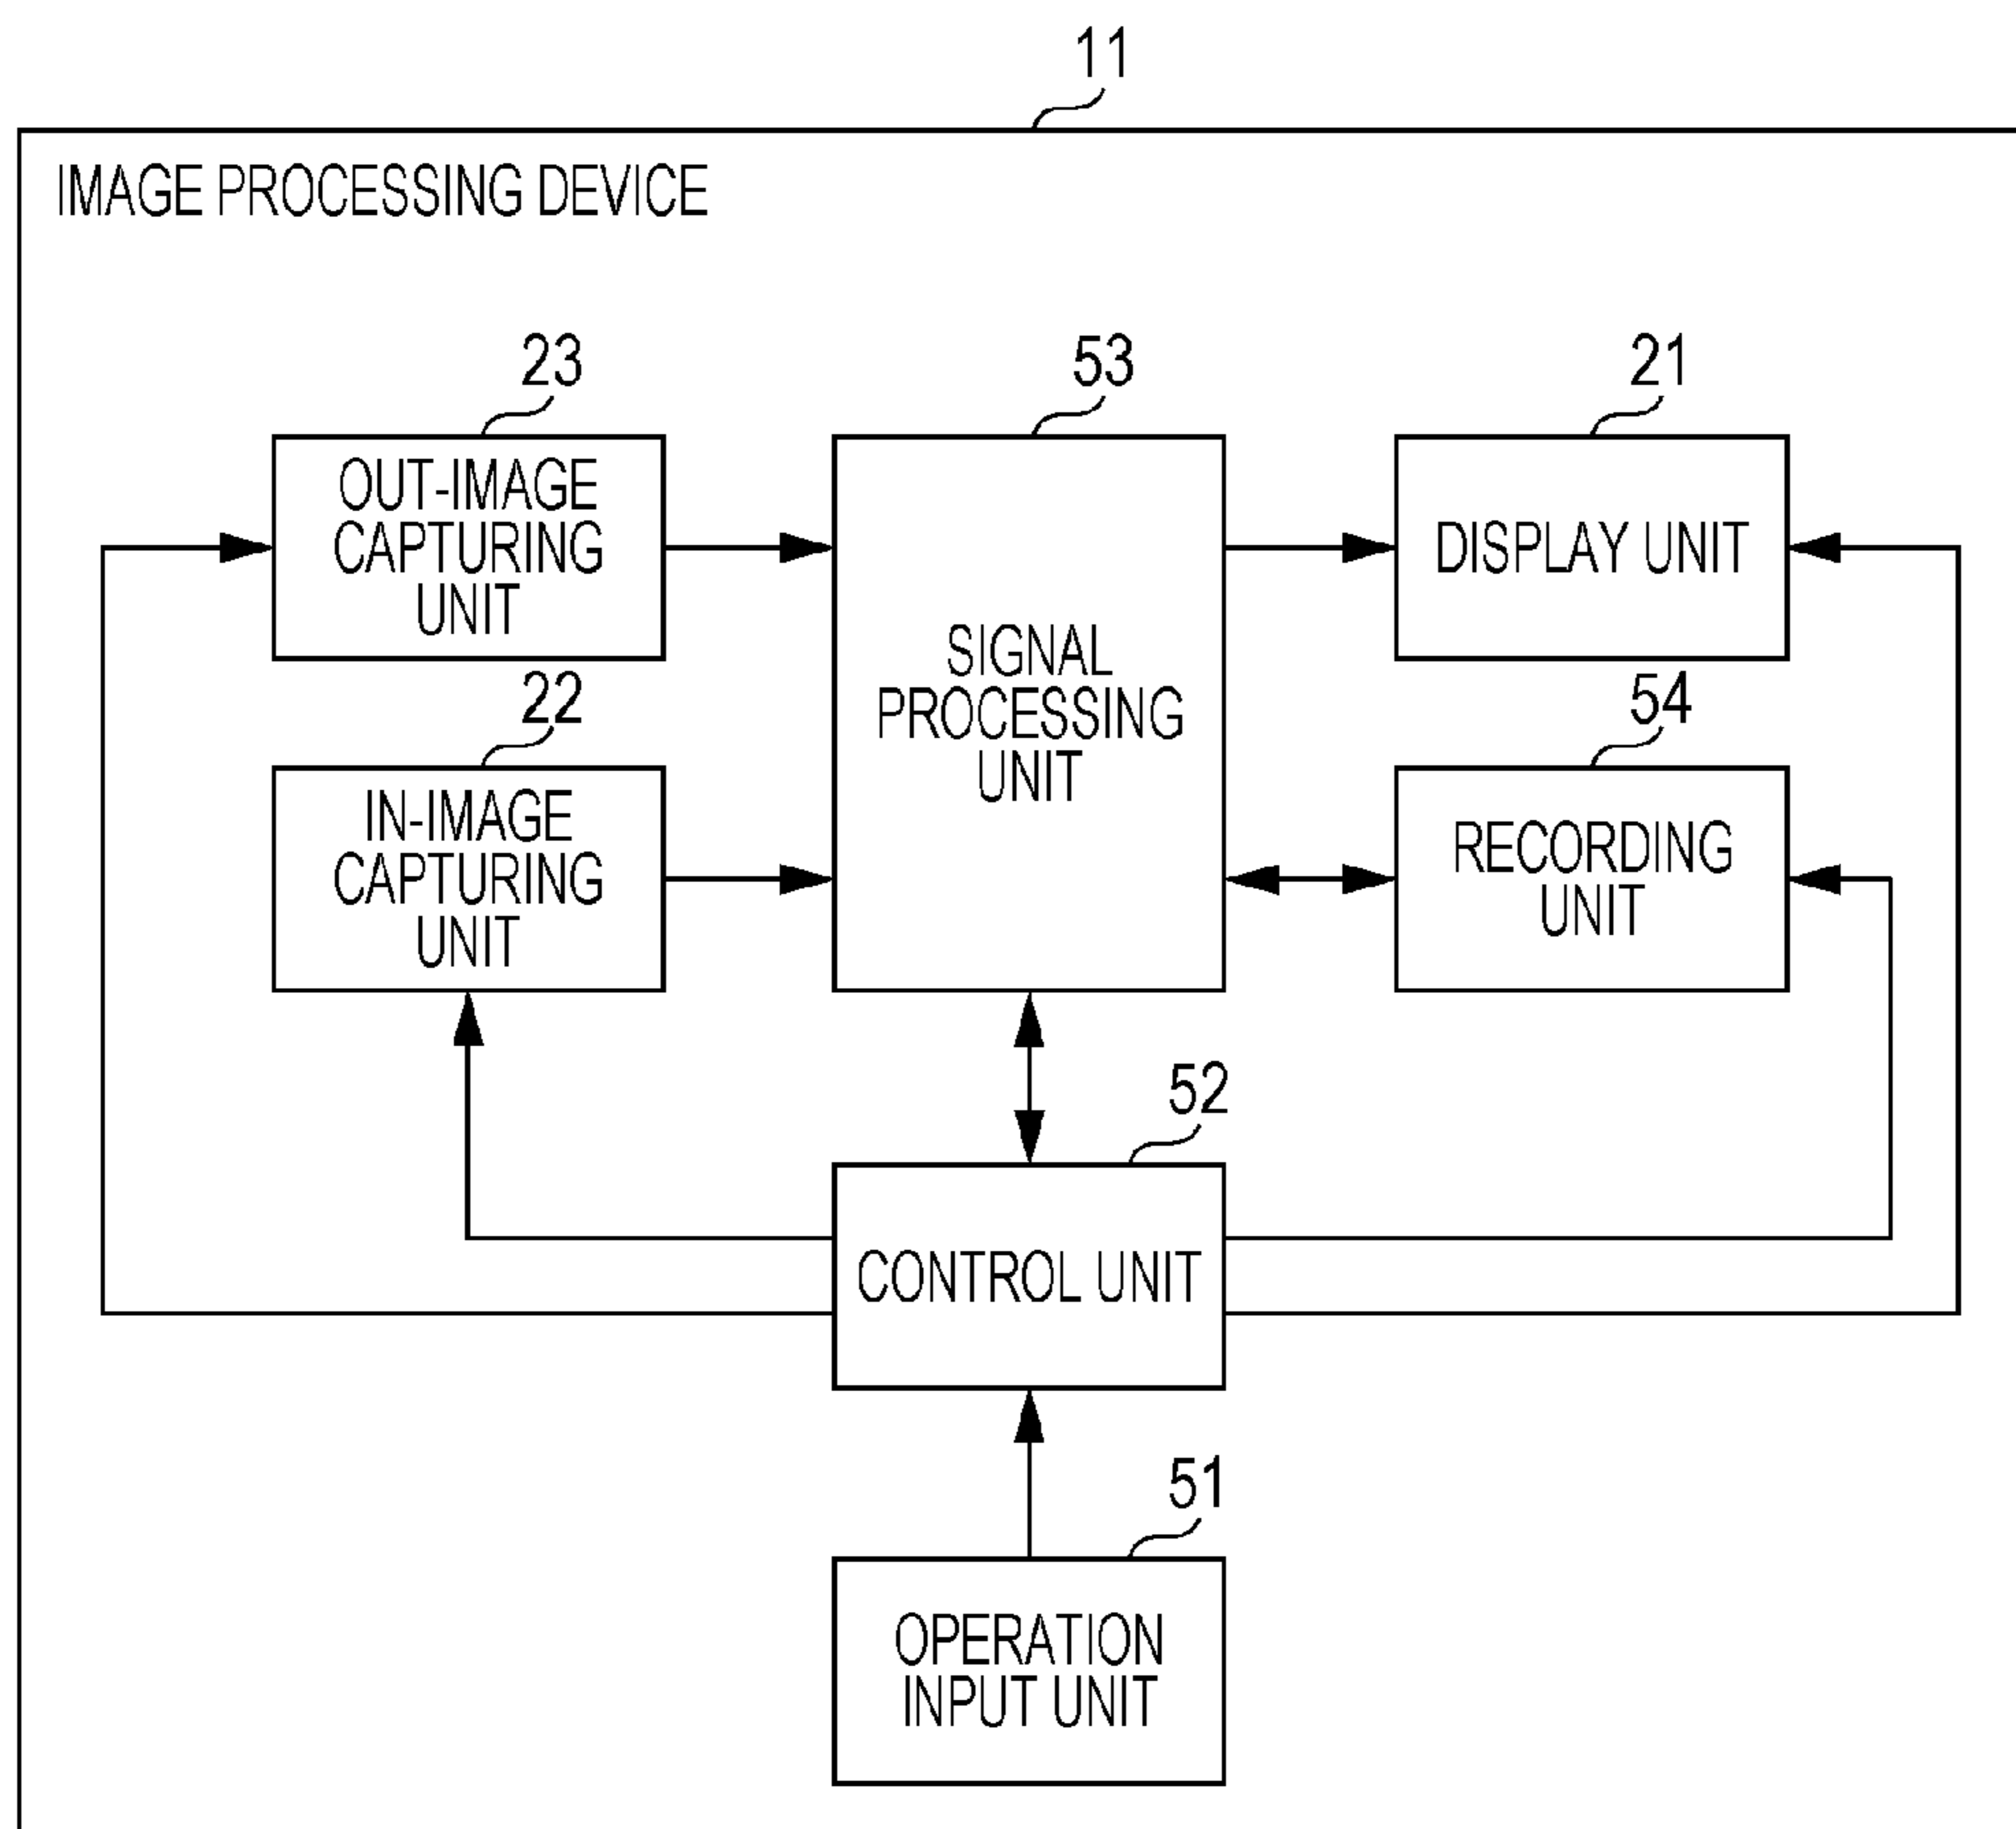 11
IMAGE PROCESSING DEVICE
23
53
21
OUT-IMAGE
CAPTURING
UNIT
SIGNAL
PROCESSING
UNIT
DISPLAY UNIT
22
54
IN-IMAGE
CAPTURING
UNIT
RECORDING
UNIT
52
CONTROL UNIT
51
OPERATION
INPUT UNIT